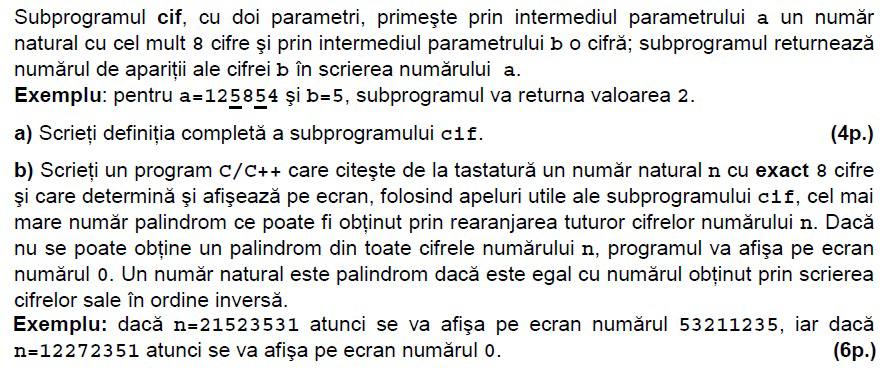 Subprogramul cif, cu doi parametri, primeşte prin intermediul parametrului a un număr
natural cu cel mult 8 cifre şi prin intermediul parametrului b o cifră; subprogramul returnează
numărul de apariții ale cifrei b în scrierea numărului a.
Exemplu: pentru a=125854 şi b=5, subprogramul va returna valoarea 2.
a) Scrieți definiția completă a subprogramului cif. (4p.)
b) Scrieți un program C/C++ care citeşte de la tastatură un număr natural n cu exact 8 cifre
şi care determină şi afişează pe ecran, folosind apeluri utile ale subprogramului cif, cel mai
mare număr palindrom ce poate fi obținut prin rearanjarea tuturor cifrelor numărului n. Dacă
nu se poate obține un palindrom din toate cifrele numărului n, programul va afişa pe ecran
numărul 0. Un număr natural este palindrom dacă este egal cu numărul obținut prin scrierea
cifrelor sale în ordine inversă.
Exemplu: dacă n=21523531 atunci se va afişa pe ecran numărul 53211235, iar dacă
n=12272351 atunci se va afişa pe ecran numărul 0. (6p.)